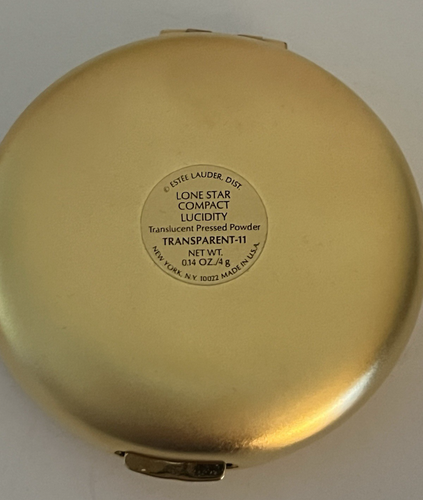 © ESTĒE LAUDER, DIST.
LONE STAR
COMPACT
LUCIDITY
Translucent Pressed Powder
TRANSPARENT-11
NET WT.
0.14 OZ./4 g
NEW YORK, N.Y. 10022 MADE IN U.S.A.